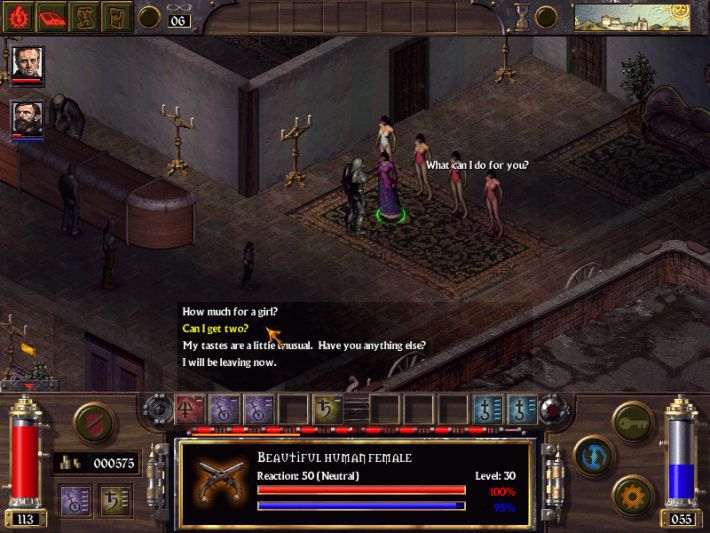 06
What can I do for you?
How much for a girl?
Can I get two?
My tastes are a little unusual. Have you anything else?
I will be leaving now.
000575
BEAUTIFUL HUMAN FEMALE
Reaction: 50 (Neutral) Level: 30
100%
95%
113
055